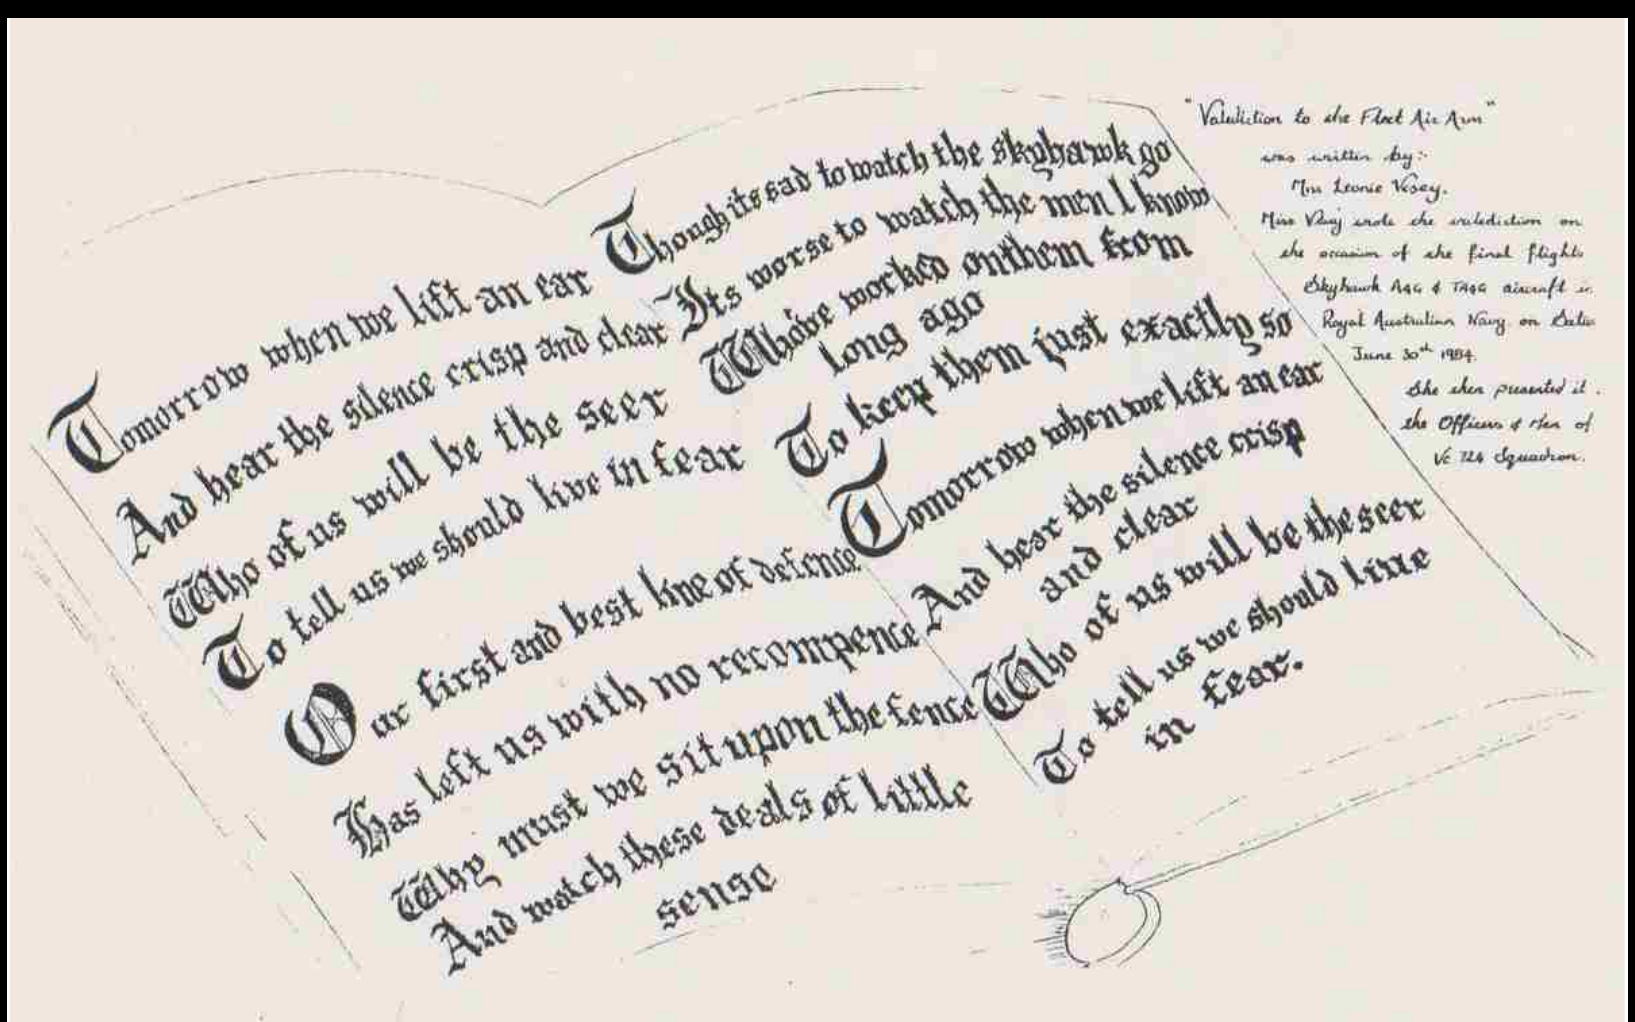 Tomorrow when we lift an ear
And hear the silence crisp and clear
Who of us will be the seer
To tell us we should live in fear
Our first and best line of defence
Has left us with no recompence
Why must we sit upon the fence
And watch these deals of little
sense
Though its sad to watch the skyhawk go
Its worse to watch the men I know
Who've worked on them from
long ago
To keep them just exactly so
Tomorrow when we lift an ear
And hear the silence crisp
and clear
Who of us will be the seer
To tell us we should live
in fear.
"Valediction to the Fleet Air Arm"
was written by:-
Leonie Vesey.
wrote the valediction on
the occasion of the final flights
Skyhawk A4G & TA4G aircraft in
Royal Australian Navy on
June 30th 1984.
She then presented it
the Officers & Men of
VC 724 Squadron.